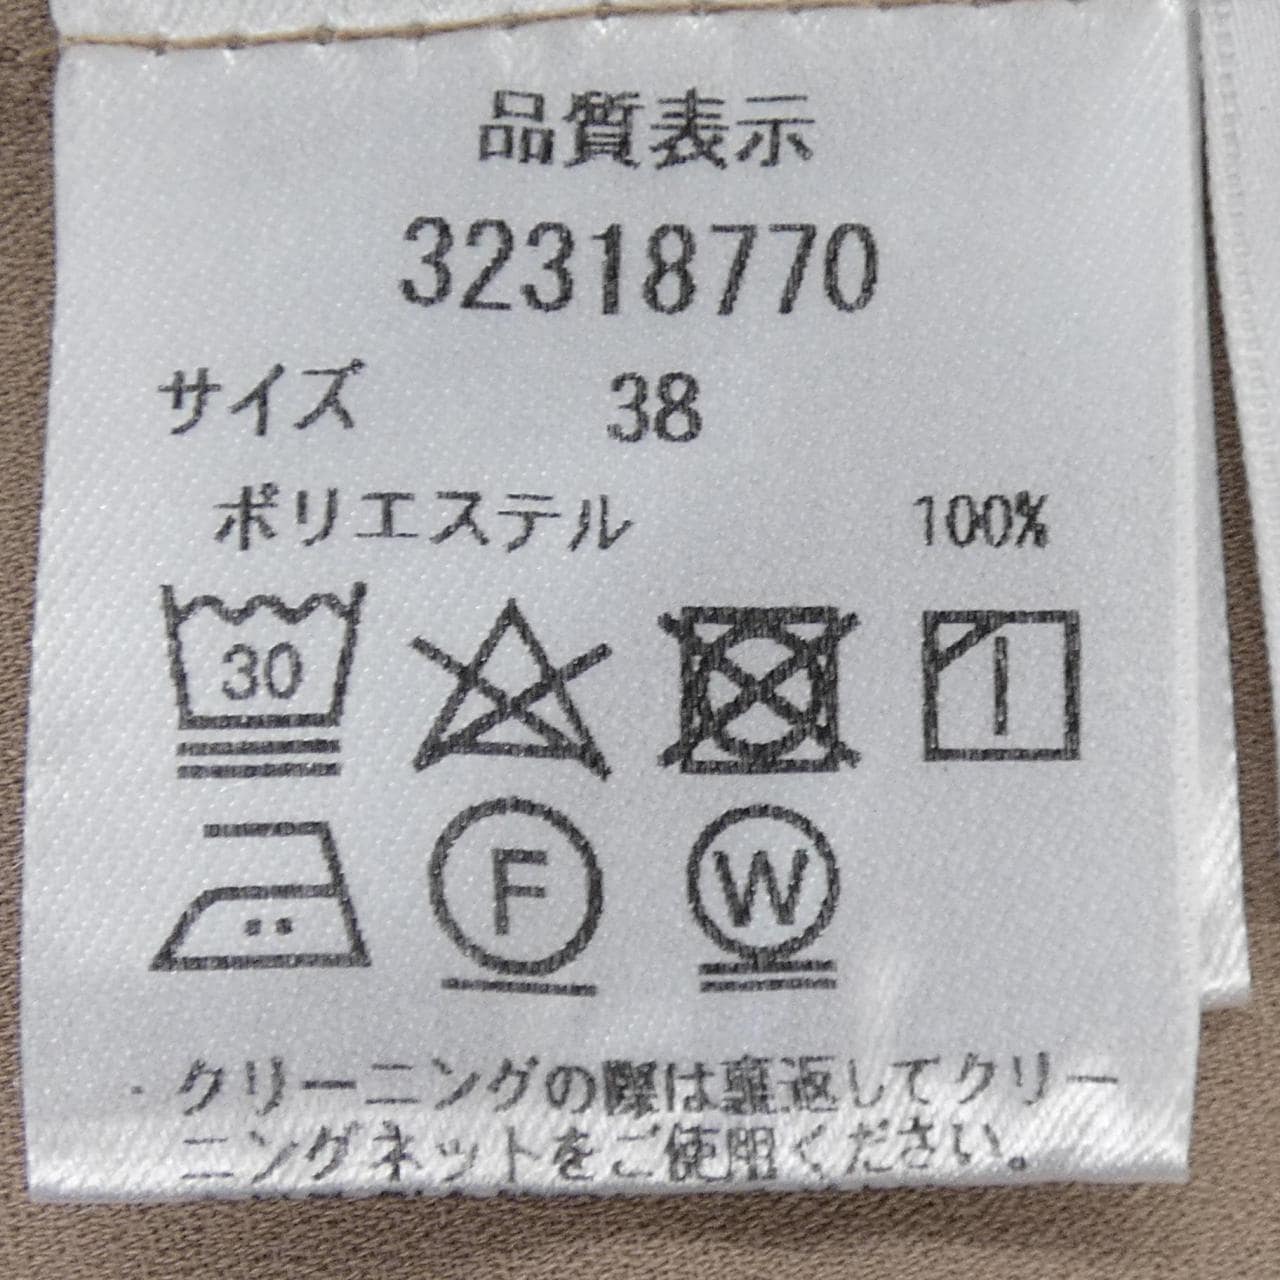 品質表示
32318770
サイズ 38
ポリエステル 100%
30
F W
・クリーニングの際は裏返してクリー
ニングネットをご使用ください。